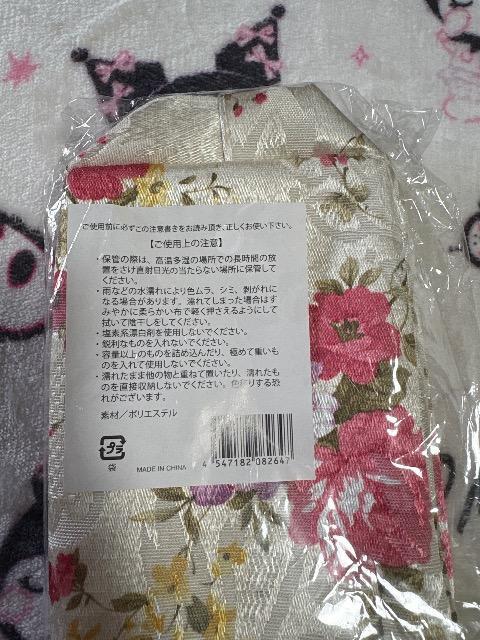 ご使用前に必ずこの注意書きをお読み頂き、正しくお使い下さい。
【ご使用上の注意】
・保管の際は、高温多湿の場所での長時間の放
置をさけ直射日光の当たらない場所に保管して
ください。
・雨などの水濡れにより色ムラ、シミ、剥がれに
なる場合があります。濡れてしまった場合はす
みやかに柔らかい布で軽く押さえるようにして
拭いて陰干しをしてください。
・塩素系漂白剤を使用しないでください。
・鋭利なものを入れないでください。
・容量以上のものを詰め込んだり、極めて重いも
のを入れて使用しないでください。
・濡れたまま他の物と重ねて置いたり、濡れたも
のを直接収納しないでください。色移りする恐
れがございます。
素材／ポリエステル
プラ
袋
MADE IN CHINA
4 547182 082647